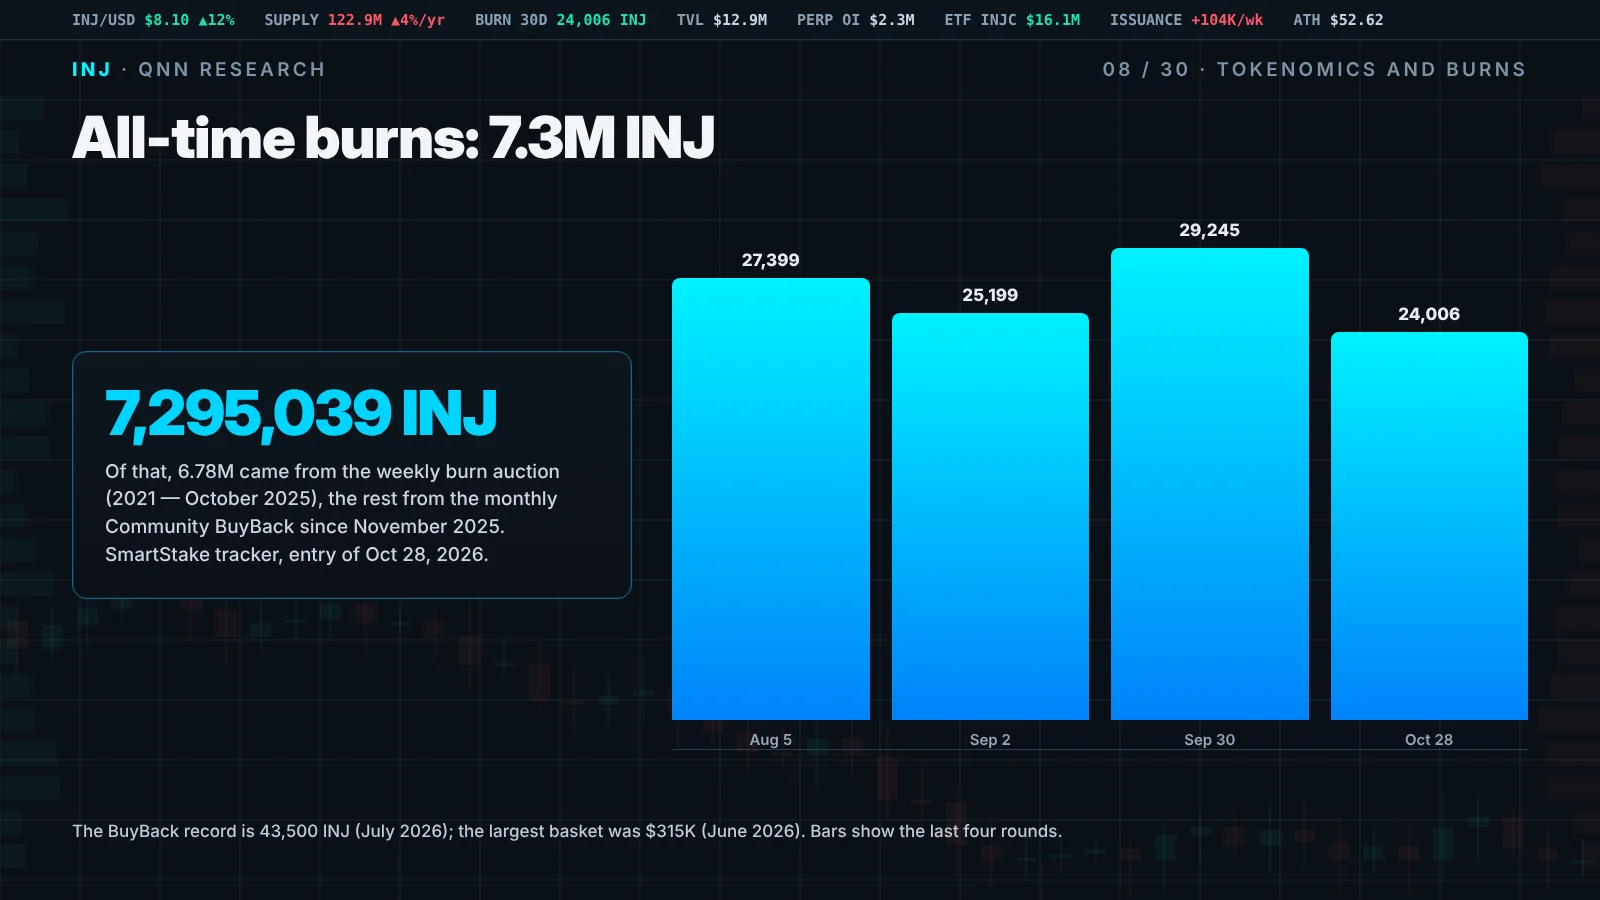 INJ/USD $8.10 ▲12% SUPPLY 122.9M ▲4%/yr BURN 30D 24,006 INJ TVL $12.9M PERP OI $2.3M ETF INJC $16.1M ISSUANCE +104K/wk ATH $52.62
INJ · QNN RESEARCH
08 / 30 · TOKENOMICS AND BURNS
All-time burns: 7.3M INJ
7,295,039 INJ
Of that, 6.78M came from the weekly burn auction
(2021 — October 2025), the rest from the monthly
Community BuyBack since November 2025.
SmartStake tracker, entry of Oct 28, 2026.
27,399
25,199
29,245
24,006
Aug 5
Sep 2
Sep 30
Oct 28
The BuyBack record is 43,500 INJ (July 2026); the largest basket was $315K (June 2026). Bars show the last four rounds.